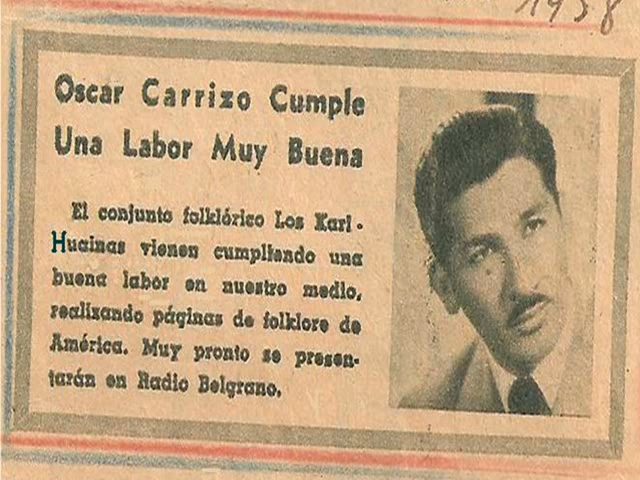 1958
Oscar Carrizo Cumple
Una Labor Muy Buena
El conjunto folklórico Los Karl-
Huainas vienen cumpliendo una
buena labor en nuestro medio,
realizando páginas de folklore de
América. Muy pronto se presen-
tarán en Radio Belgrano.